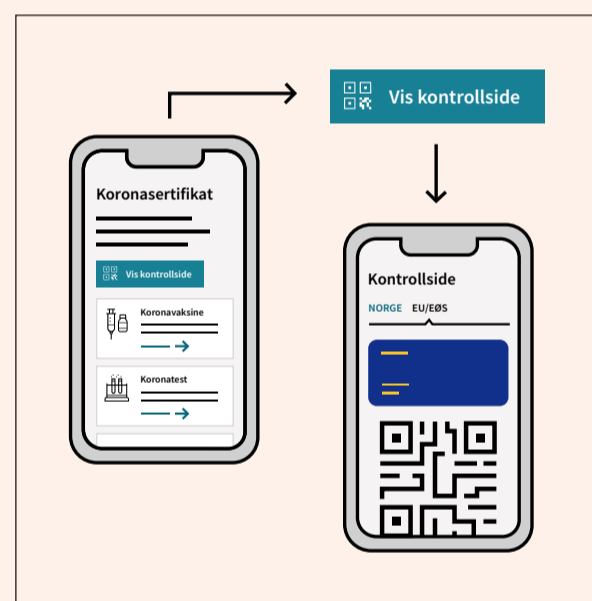 Vis kontrollside
Koronasertifikat
Vis kontrollside
Koronavaksine
Koronatest
Kontrollside
NORGE EU/EØS